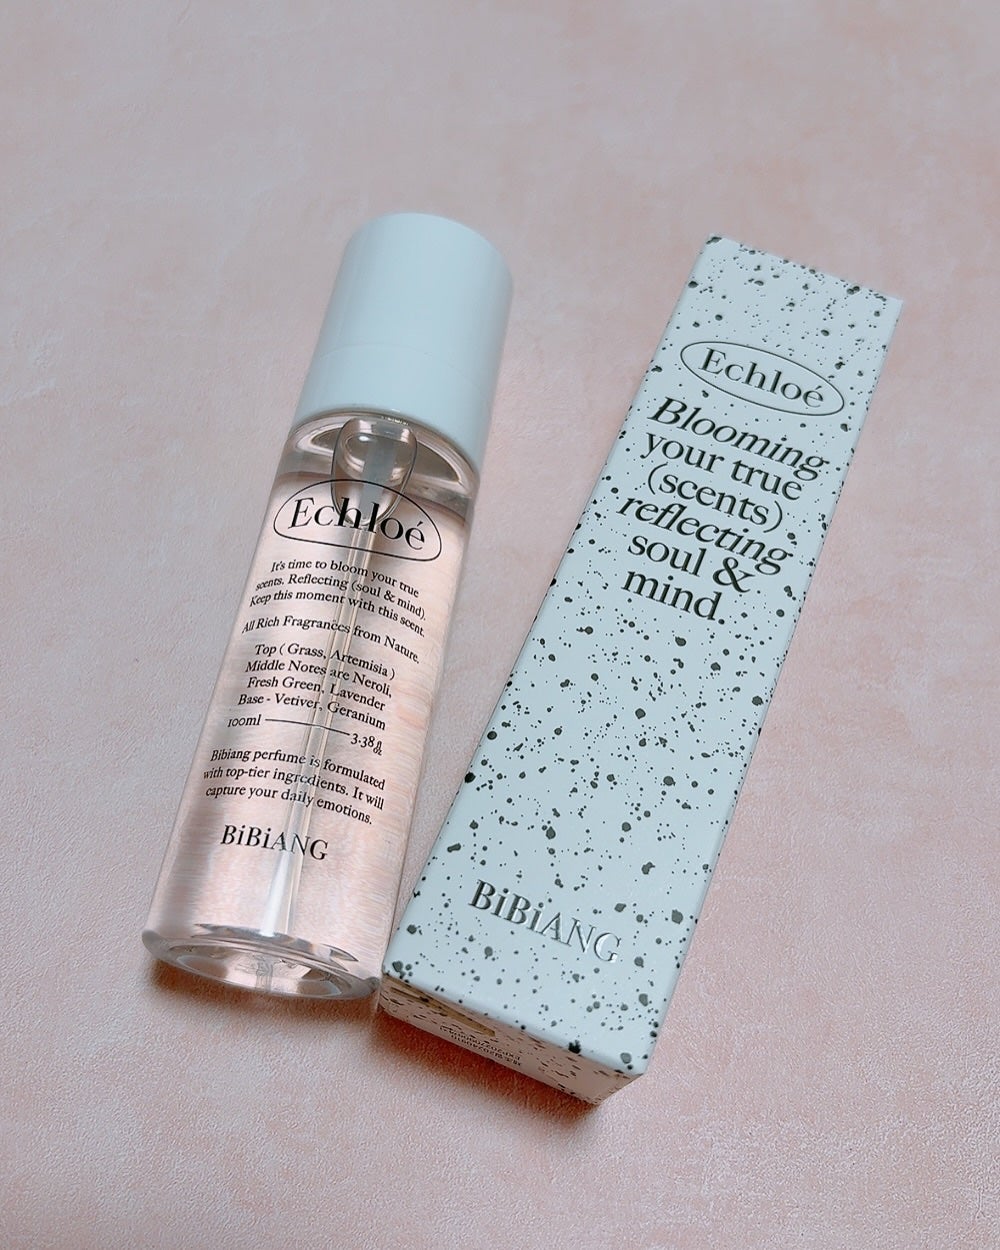 Echloé
It's time to bloom your true
scents. Reflecting (soul & mind).
Keep this moment with this scent.
All Rich Fragrances from Nature.
Top ( Grass, Artemisia )
Middle Notes are Neroli,
Fresh Green, Lavender
Base - Vetiver, Geranium
100ml
3.38 fl oz
Bibiang perfume is formulated
with top-tier ingredients. It will
capture your daily emotions.
BiBiANG
Echloé
Blooming
your true
(scents)
reflecting
soul &
mind.
BiBiANG